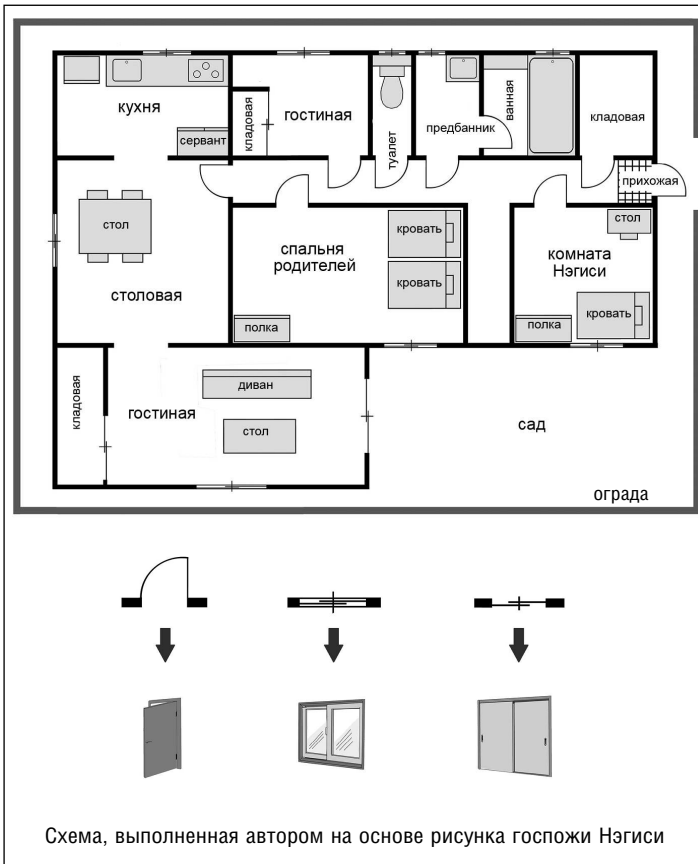 кухня
сервант
кладовая
гостиная
туалет
предбанник
ванная
кладовая
прихожая
стол
столовая
спальня
родителей
кровать
кровать
полка
стол
комната
Нэгиси
полка
кровать
кладовая
гостиная
диван
стол
сад
ограда
Схема, выполненная автором на основе рисунка госпожи Нэгиси